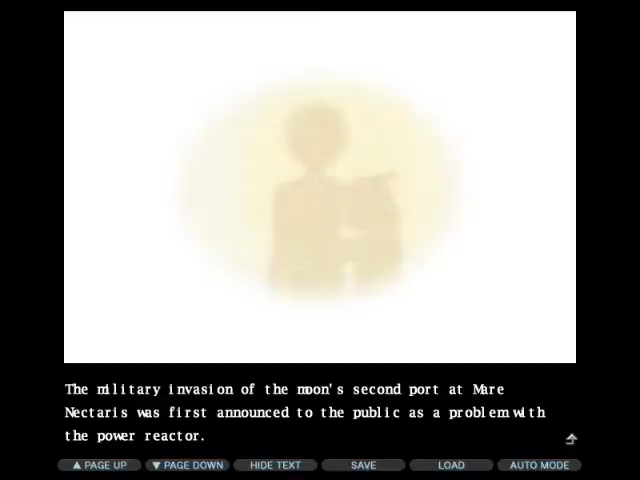 The military invasion of the moon's second port at Mare
Nectaris was first announced to the public as a problem with
the power reactor.
▲ PAGE UP ▼ PAGE DOWN HIDE TEXT SAVE LOAD AUTO MODE